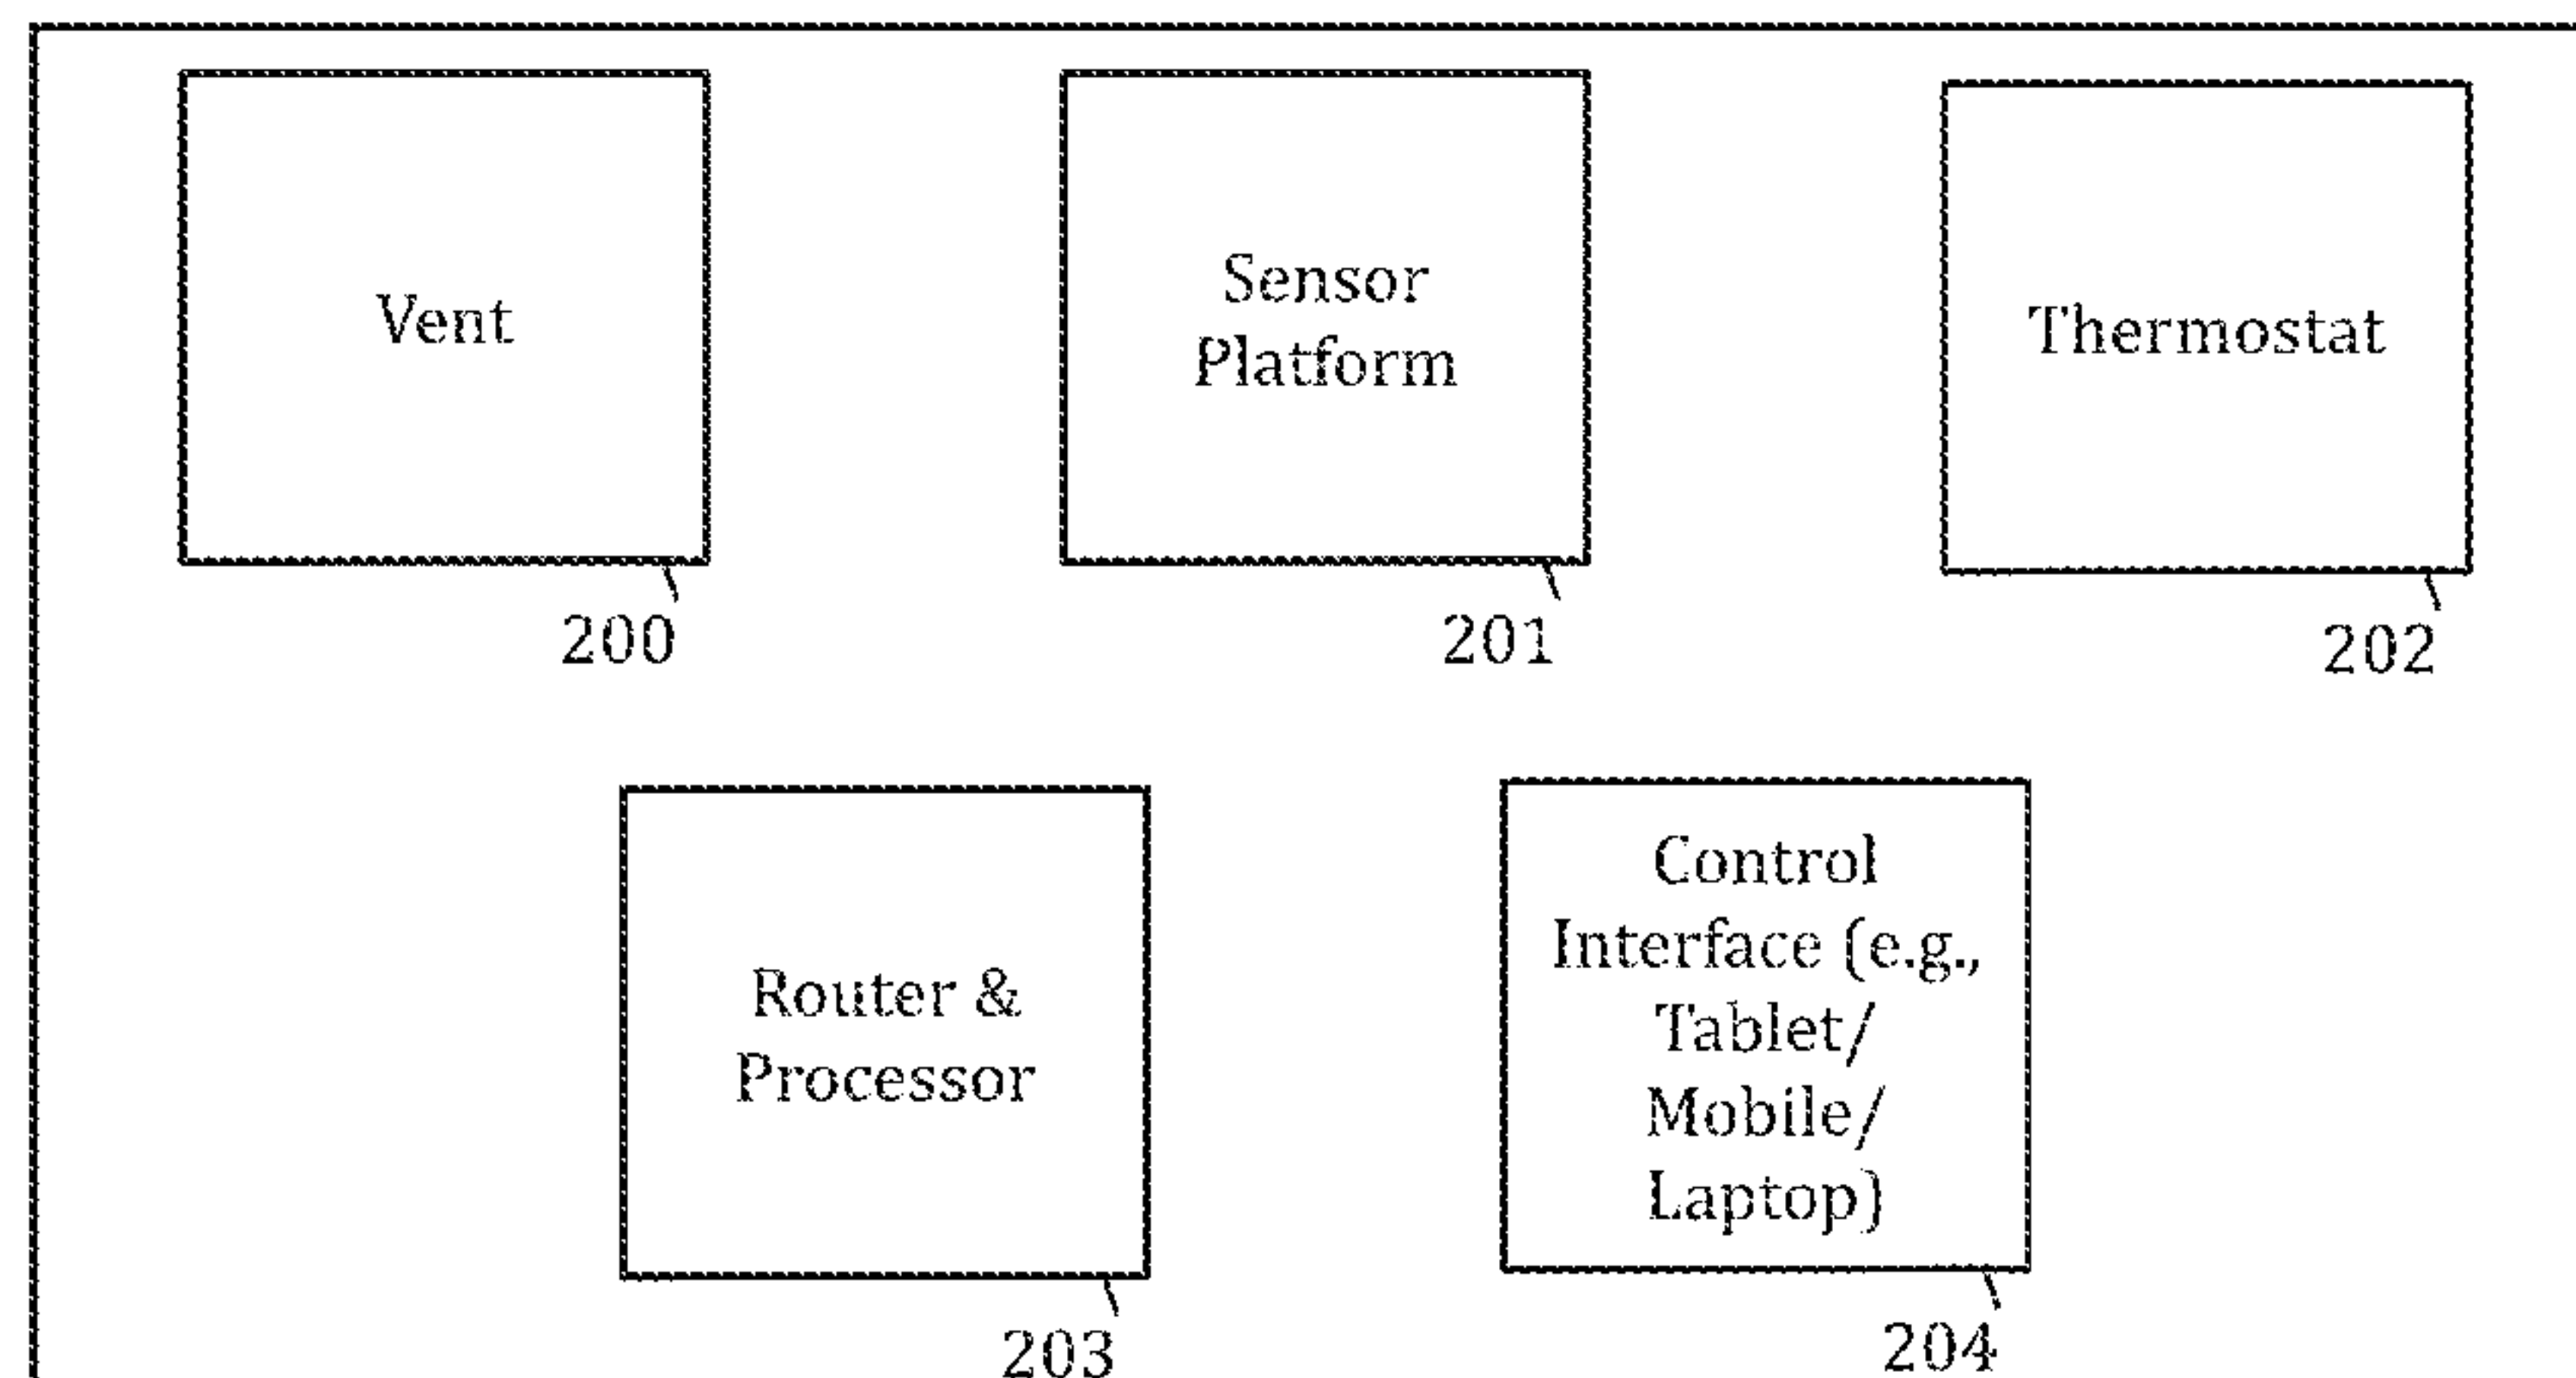 Vent
200
Sensor
Platform
201
Thermostat
202
Router &
Processor
203
Control
Interface (e.g.,
Tablet/
Mobile/
Laptop)
204